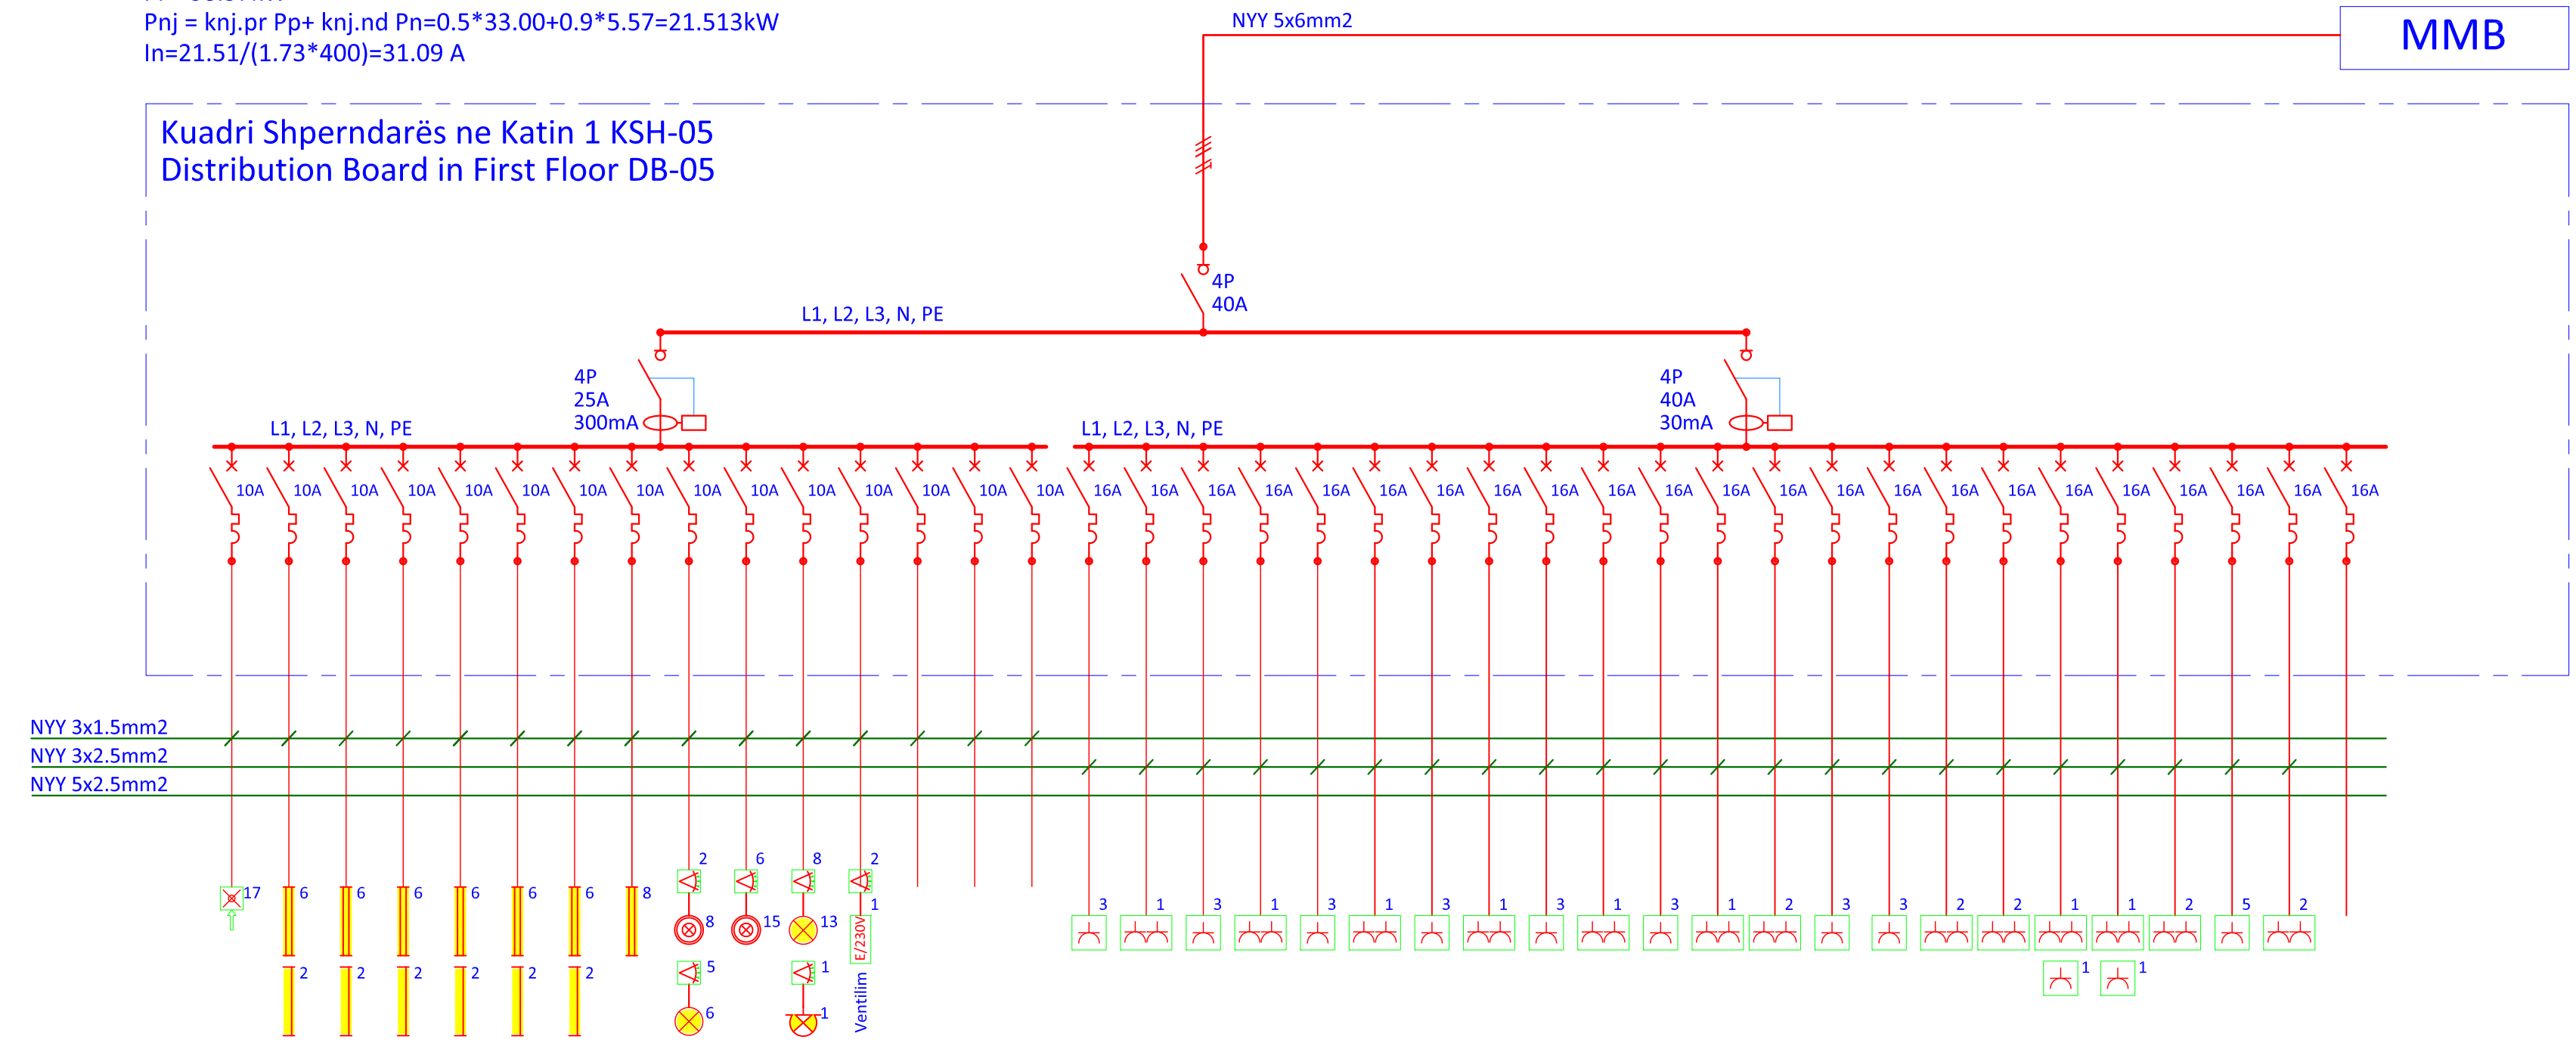 Pnj = knj.pr Pp+ knj.nd Pn=0.5*33.00+0.9*5.57=21.513kW
In=21.51/(1.73*400)=31.09 A
NYY 5x6mm2
MMB
Kuadri Shperndarës ne Katin 1 KSH-05
Distribution Board in First Floor DB-05
4P
40A
L1, L2, L3, N, PE
4P
25A
300mA
4P
40A
30mA
L1, L2, L3, N, PE
L1, L2, L3, N, PE
10A 10A 10A 10A 10A 10A 10A 10A 10A 10A 10A 10A 10A 10A 10A 16A 16A 16A 16A 16A 16A 16A 16A 16A 16A 16A 16A 16A 16A 16A 16A 16A 16A 16A 16A 16A 16A 16A
NYY 3x1.5mm2
NYY 3x2.5mm2
NYY 5x2.5mm2
2 6 8 2
17 6 6 6 6 6 6 8 1
3 1 3 1 3 1 3 1 3 1 3 1 2 3 3 2 2 1 1 2 5 2
8 15 13
E/230V
2 2 2 2 2 2 5 1
1 1
6 1
Ventilim